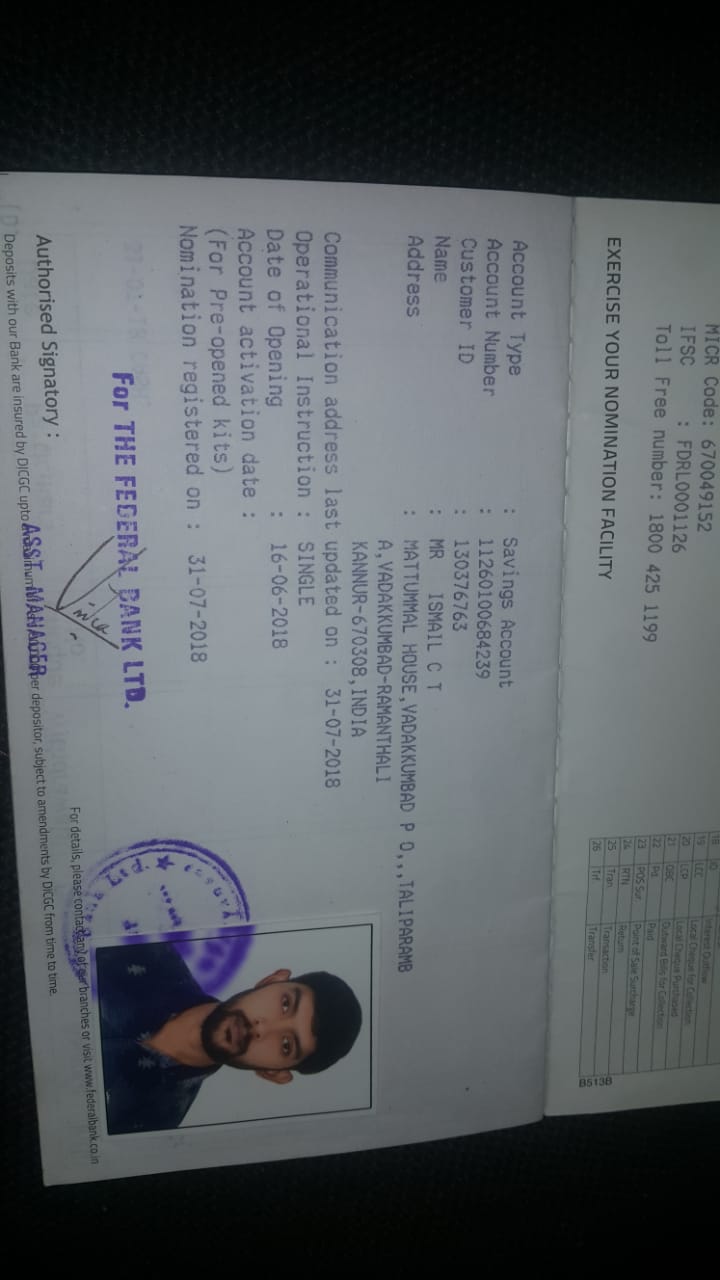 MICR Code: 670049152
IFSC : FDRL0001126
Toll Free number: 1800 425 1199
EXERCISE YOUR NOMINATION FACILITY
19 LCC Local Cheque for Collection
20 LCP Local Cheque Purchased
21 OBC Outward Bills for Collection
22 Pd Paid
23 POS Sur Point of Sale Surcharge
24 RTN Return
25 Tran Transaction
26 Trf Transfer
B513B
Account Type : Savings Account
Account Number : 11260100684239
Customer ID : 130376763
Name : MR ISMAIL C T
Address : MATTUMMAL HOUSE,VADAKKUMBAD P O,,,TALIPARAMB
A,VADAKKUMBAD-RAMANTHALI
KANNUR-670308,INDIA
Communication address last updated on : 31-07-2018
Operational Instruction : SINGLE
Date of Opening : 16-06-2018
Account activation date :
(For Pre-opened kits)
Nomination registered on : 31-07-2018
For THE FEDERAL BANK LTD.
Ltd.
Authorised Signatory :
ASST. MANAGER
For details, please contact any of our branches or visit www.federalbank.co.in
Deposits with our Bank are insured by DICGC upto per depositor, subject to amendments by DICGC from time to time.